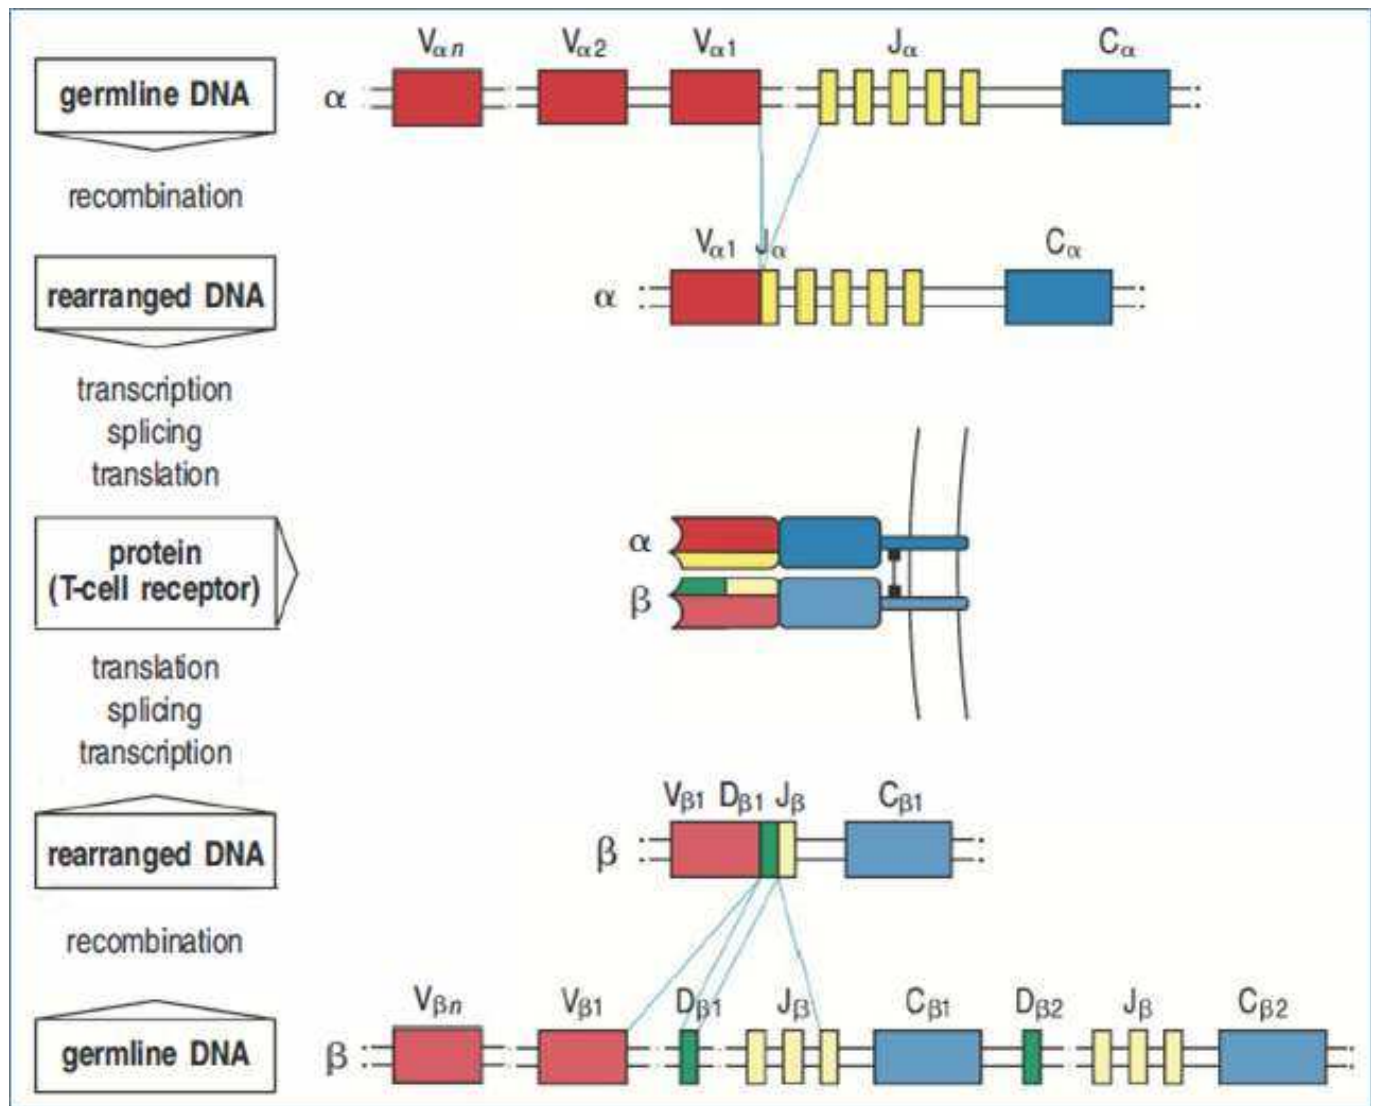 Vαn Vα2 Vα1 Jα Cα
germline DNA α
recombination
Vα1 Jα Cα
rearranged DNA α
transcription
splicing
translation
α
protein
(T-cell receptor)
β
translation
splicing
transcription
Vβ1 Dβ1 Jβ Cβ1
rearranged DNA β
recombination
Vβn Vβ1 Dβ1 Jβ Cβ1 Dβ2 Jβ Cβ2
germline DNA β